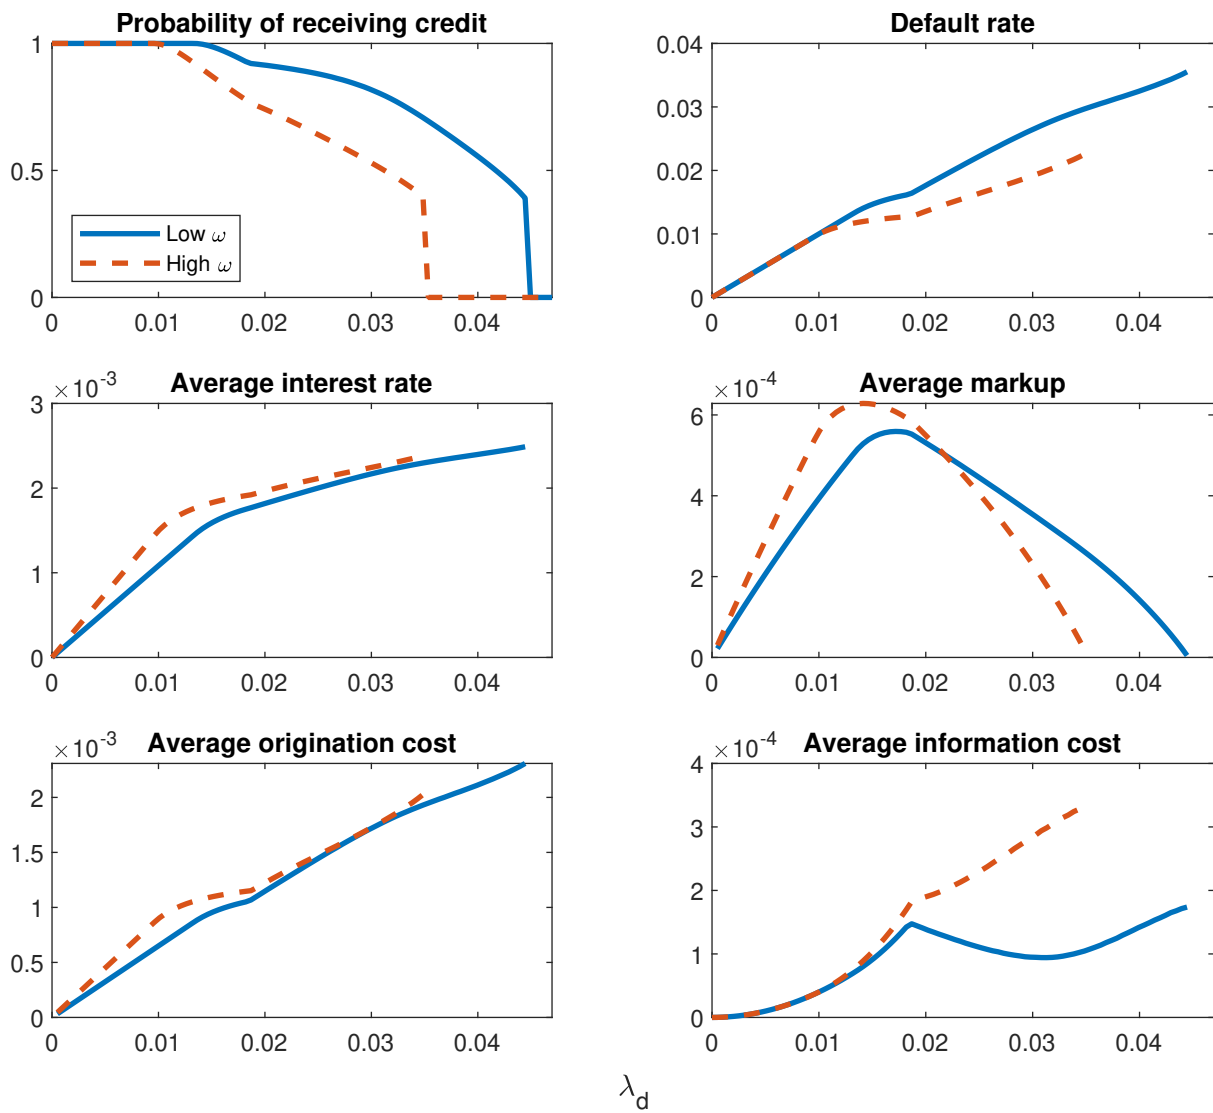 Probability of receiving credit
1
0.5
0
0 0.01 0.02 0.03 0.04
Low ω
High ω
Default rate
0.04
0.03
0.02
0.01
0
0 0.01 0.02 0.03 0.04
×10⁻³ Average interest rate
3
2
1
0
0 0.01 0.02 0.03 0.04
×10⁻⁴ Average markup
6
4
2
0
0 0.01 0.02 0.03 0.04
×10⁻³ Average origination cost
2
1.5
1
0.5
0
0 0.01 0.02 0.03 0.04
×10⁻⁴ Average information cost
4
3
2
1
0
0 0.01 0.02 0.03 0.04
λ_d